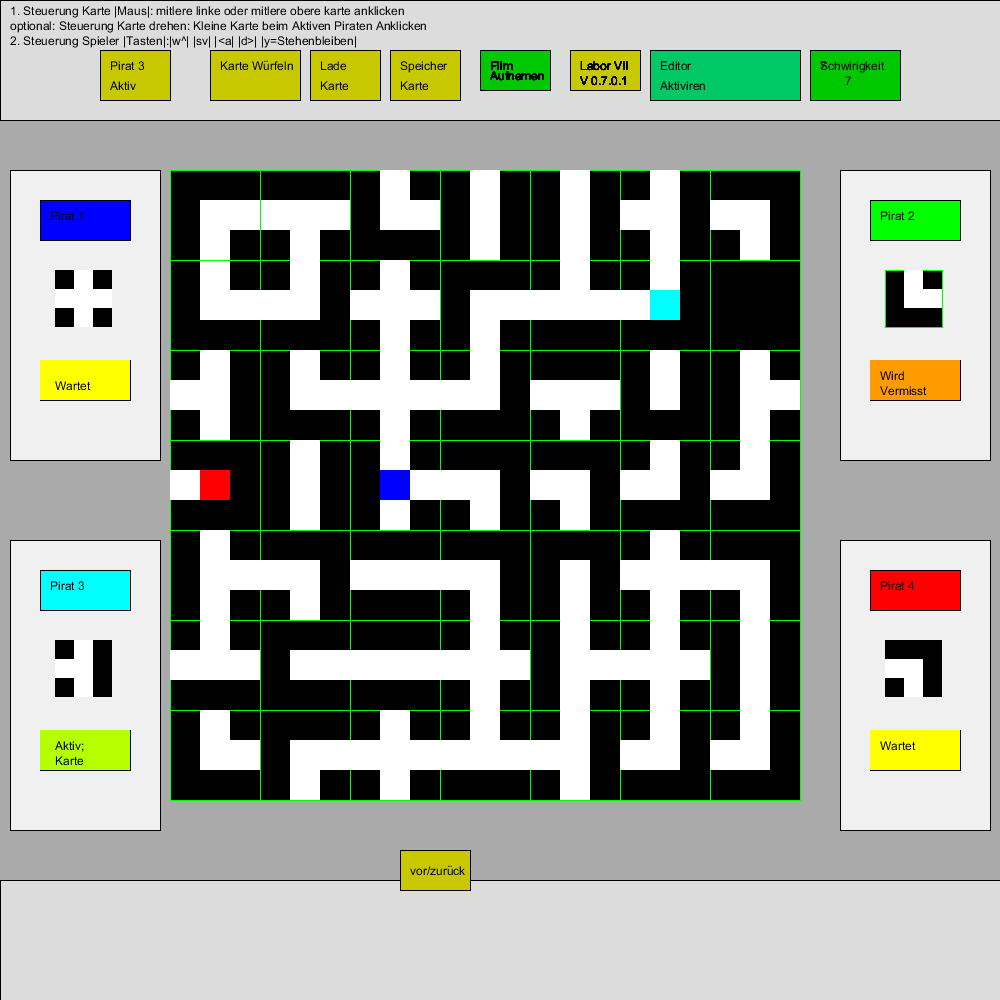 1. Steuerung Karte |Maus|: mitlere linke oder mitlere obere karte anklicken
optional: Steuerung Karte drehen: Kleine Karte beim Aktiven Piraten Anklicken
2. Steuerung Spieler |Tasten|:|w^| |sv| |<a| |d>| |y=Stehenbleiben|
Pirat 3
Aktiv
Karte Würfeln
Lade
Karte
Speicher
Karte
Film
Aufnemen
Labor VII
V 0.7.0.1
Editor
Aktiviren
Schwirigkeit
7
Pirat 1
Wartet
Pirat 2
Wird
Vermisst
Pirat 3
Aktiv;
Karte
Pirat 4
Wartet
vor/zurück